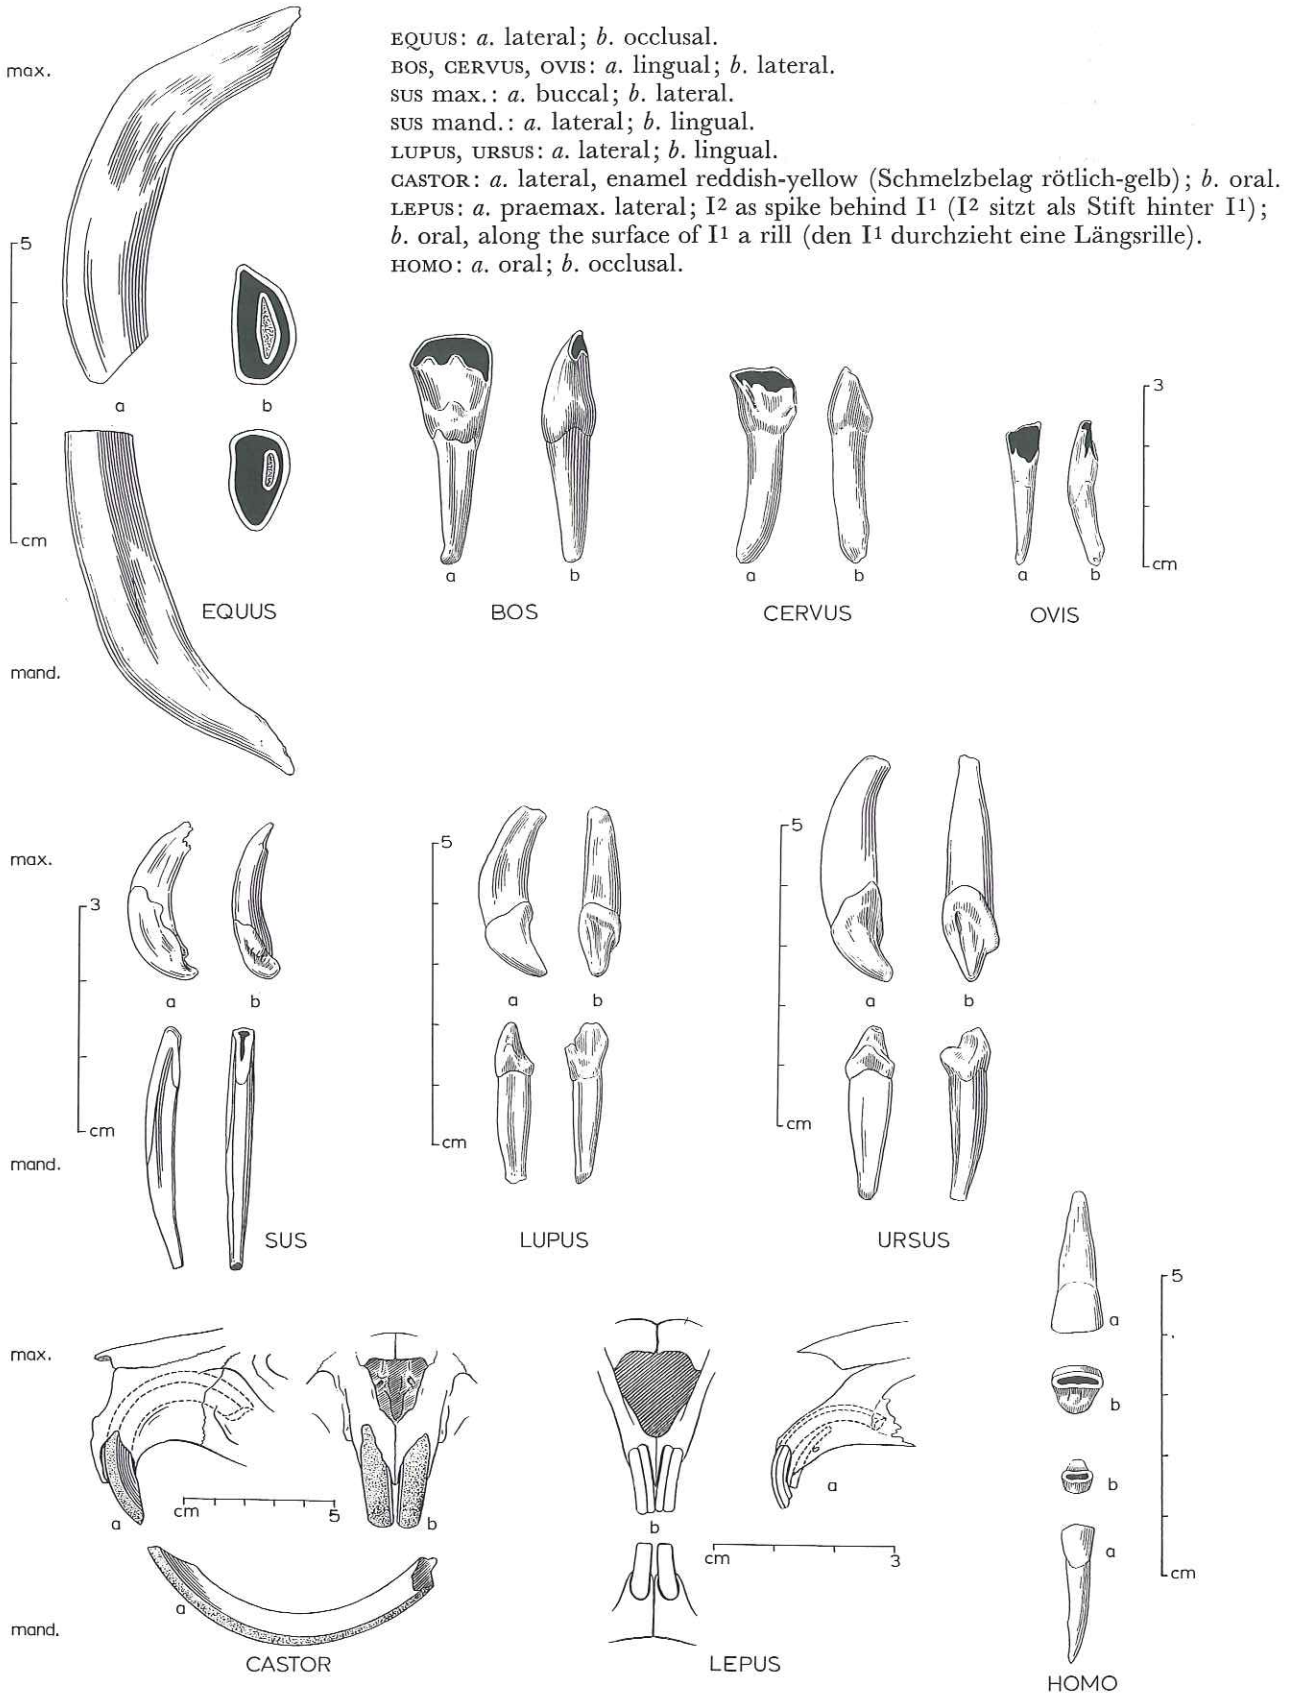 EQUUS: a. lateral; b. occlusal.
BOS, CERVUS, OVIS: a. lingual; b. lateral.
SUS max.: a. buccal; b. lateral.
SUS mand.: a. lateral; b. lingual.
LUPUS, URSUS: a. lateral; b. lingual.
CASTOR: a. lateral, enamel reddish-yellow (Schmelzbelag rötlich-gelb); b. oral.
LEPUS: a. praemax. lateral; I² as spike behind I¹ (I² sitzt als Stift hinter I¹);
b. oral, along the surface of I¹ a rill (den I¹ durchzieht eine Längsrille).
HOMO: a. oral; b. occlusal.
max.
5
a
b
cm
EQUUS
mand.
a
b
BOS
a
b
CERVUS
a
b
OVIS
3
cm
max.
3
a
b
cm
mand.
SUS
5
a
b
cm
LUPUS
5
a
b
cm
URSUS
max.
a
cm
5
b
a
mand.
CASTOR
b
a
cm
3
LEPUS
5
a
b
b
a
cm
HOMO